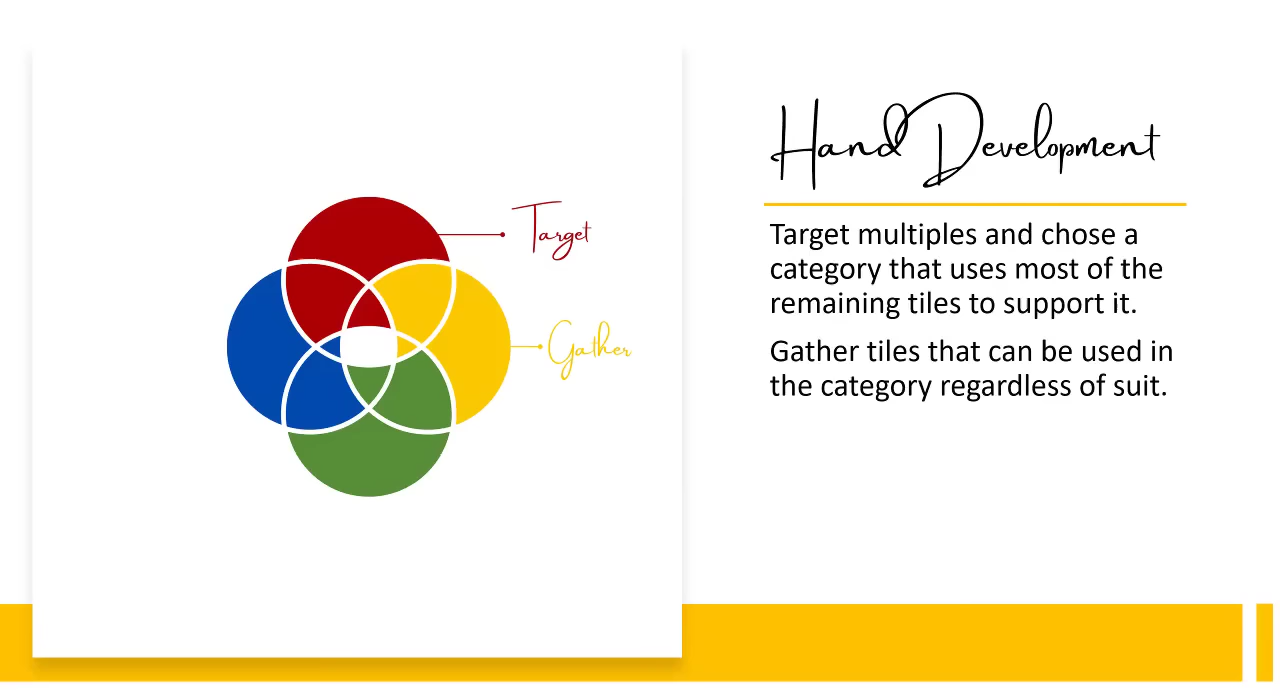 Hand Development
Target
Target multiples and chose a
category that uses most of the
remaining tiles to support it.
Gather
Gather tiles that can be used in
the category regardless of suit.